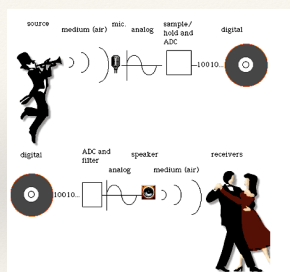 source
medium (air)
mic.
analog
sample/
hold and
ADC
digital
10010...
digital
10010...
ADC and
filter
analog
speaker
medium (air)
receivers